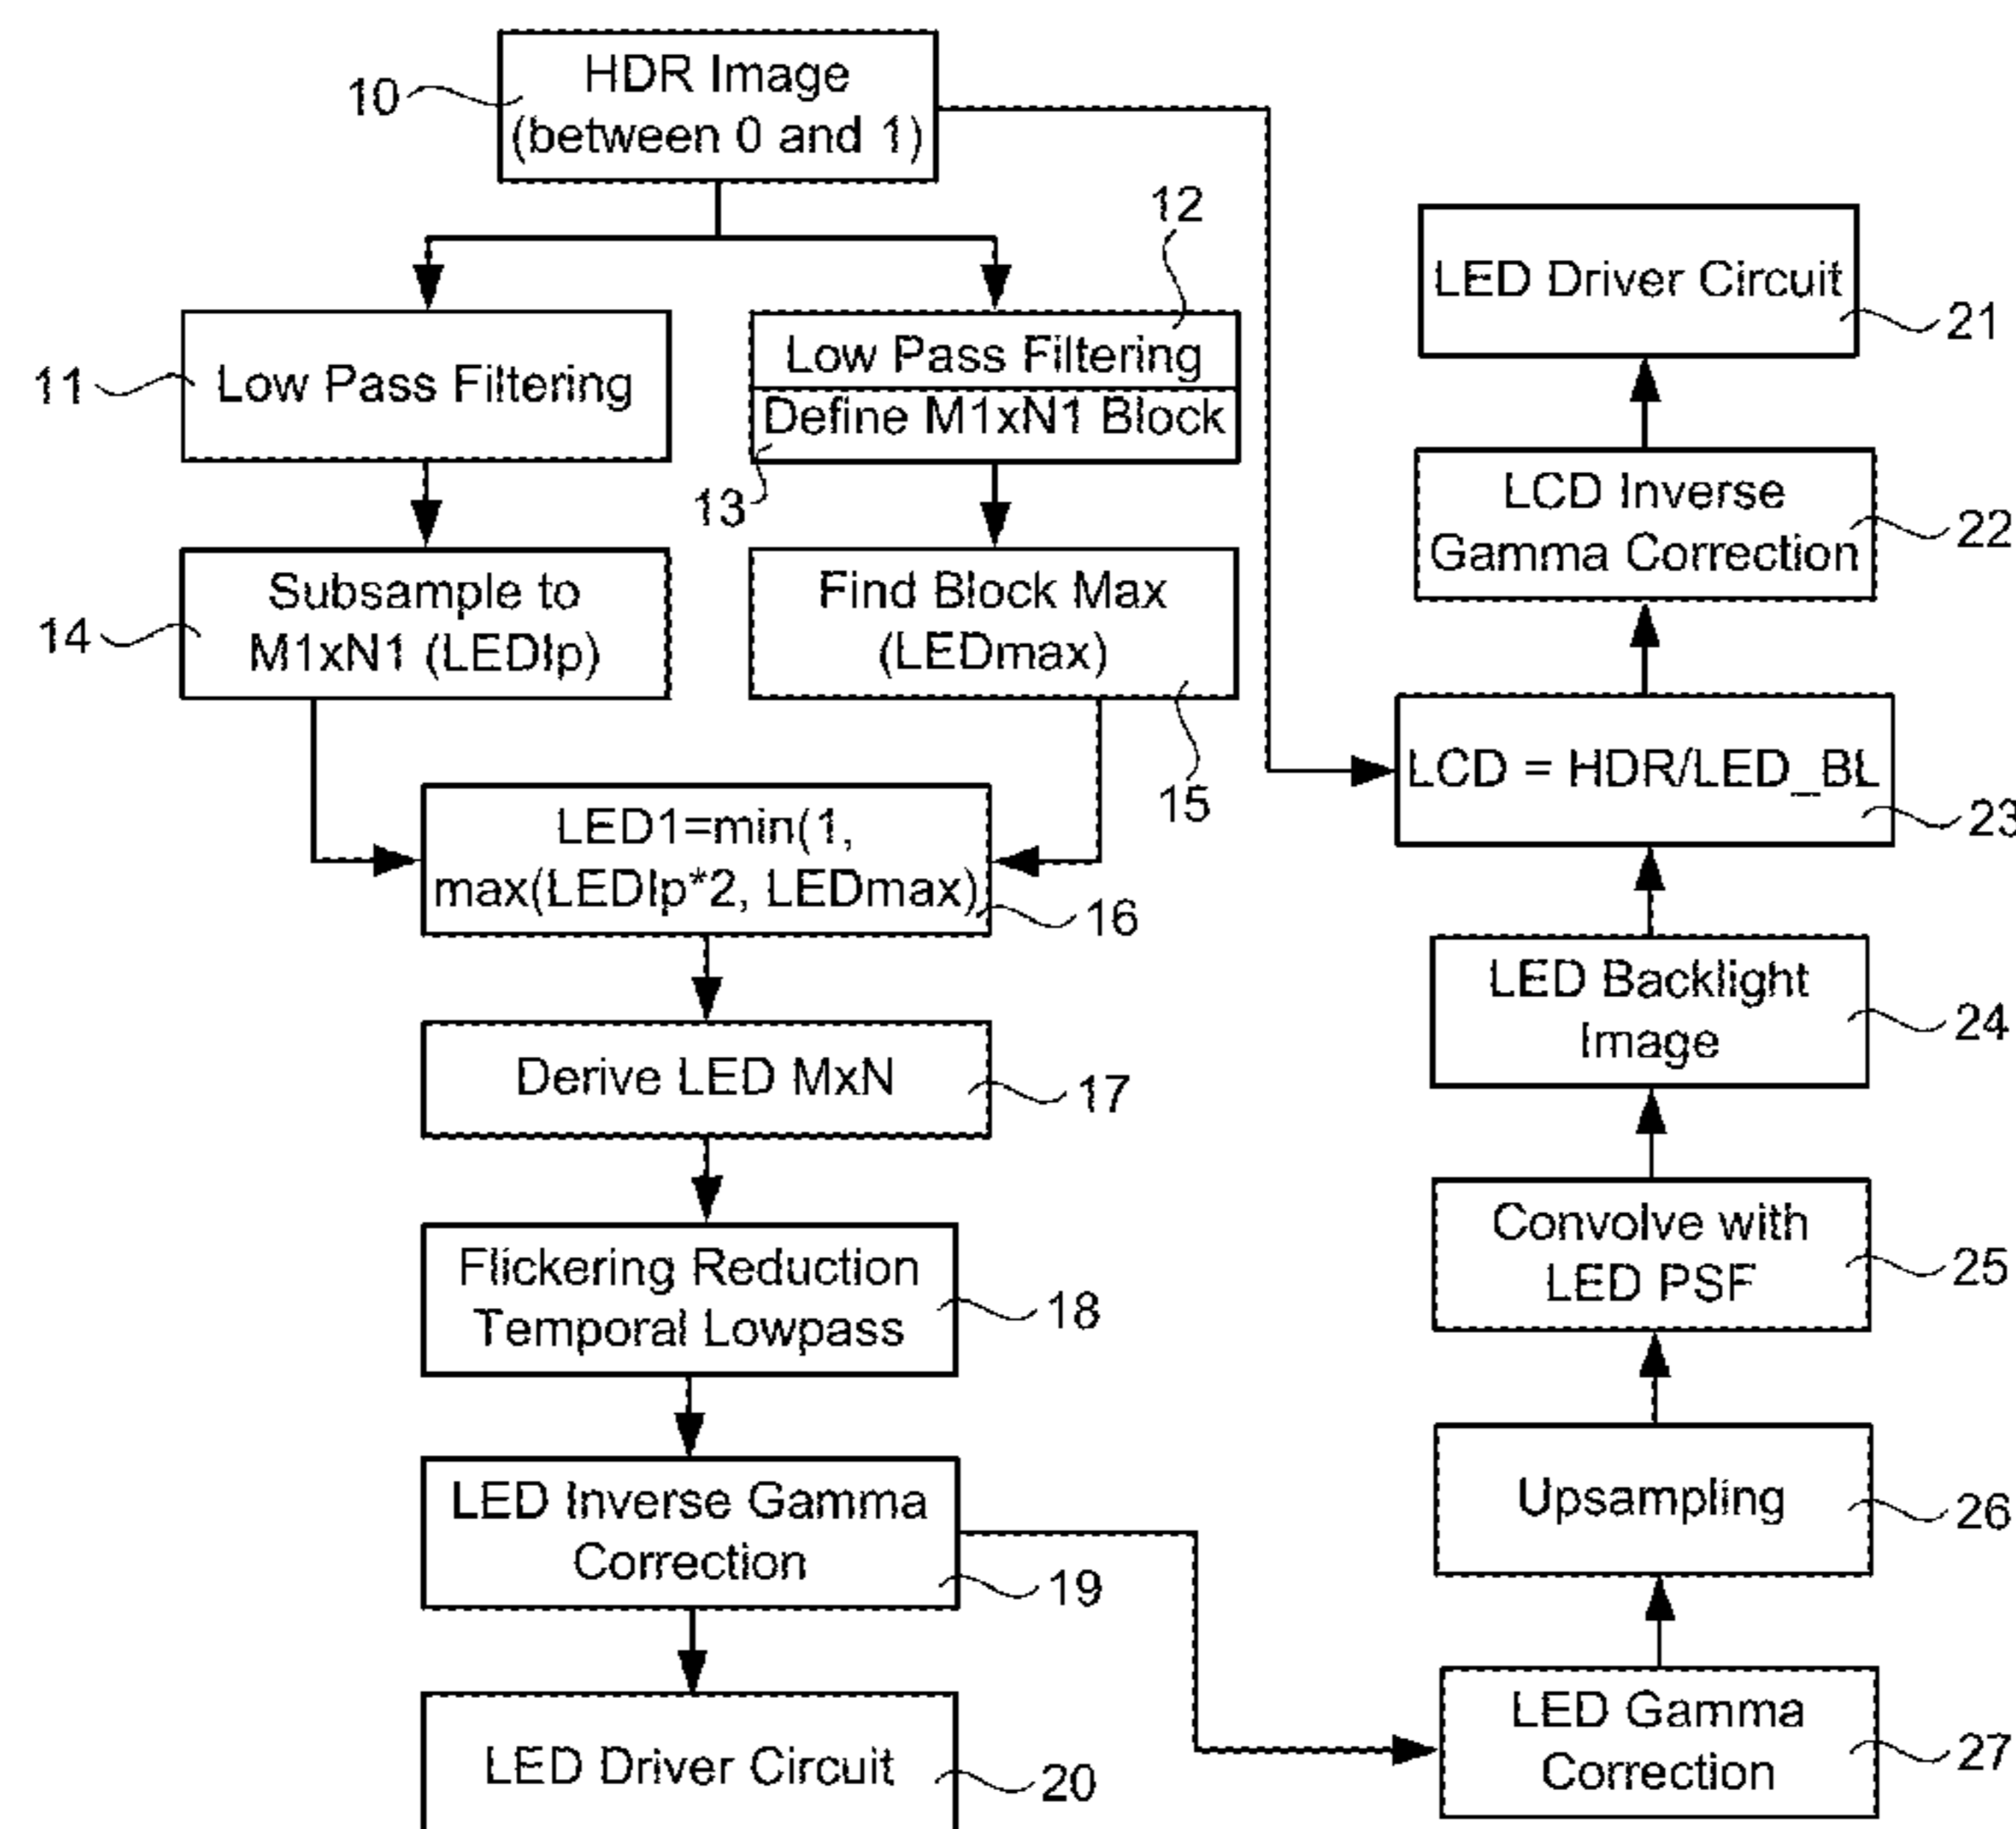 HDR Image
(between 0 and 1)
10
Low Pass Filtering
11
12
Low Pass Filtering
Define M1xN1 Block
13
Subsample to
M1xN1 (LEDlp)
14
Find Block Max
(LEDmax)
15
LED1=min(1,
max(LEDlp*2, LEDmax)
16
Derive LED MxN
17
Flickering Reduction
Temporal Lowpass
18
LED Inverse Gamma
Correction
19
LED Driver Circuit
20
LED Driver Circuit
21
LCD Inverse
Gamma Correction
22
LCD = HDR/LED_BL
23
LED Backlight
Image
24
Convolve with
LED PSF
25
Upsampling
26
LED Gamma
Correction
27